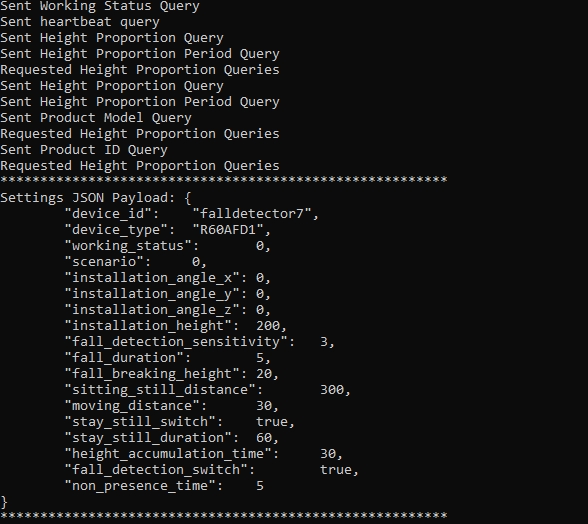 Sent Working Status Query
Sent heartbeat query
Sent Height Proportion Query
Sent Height Proportion Period Query
Requested Height Proportion Queries
Sent Height Proportion Query
Sent Height Proportion Period Query
Sent Product Model Query
Requested Height Proportion Queries
Sent Product ID Query
Requested Height Proportion Queries
********************************************************
Settings JSON Payload: {
        "device_id":    "falldetector7",
        "device_type":  "R60AFD1",
        "working_status":       0,
        "scenario":     0,
        "installation_angle_x": 0,
        "installation_angle_y": 0,
        "installation_angle_z": 0,
        "installation_height":  200,
        "fall_detection_sensitivity":   3,
        "fall_duration":        5,
        "fall_breaking_height": 20,
        "sitting_still_distance":       300,
        "moving_distance":      30,
        "stay_still_switch":    true,
        "stay_still_duration":  60,
        "height_accumulation_time":     30,
        "fall_detection_switch":        true,
        "non_presence_time":    5
}
********************************************************